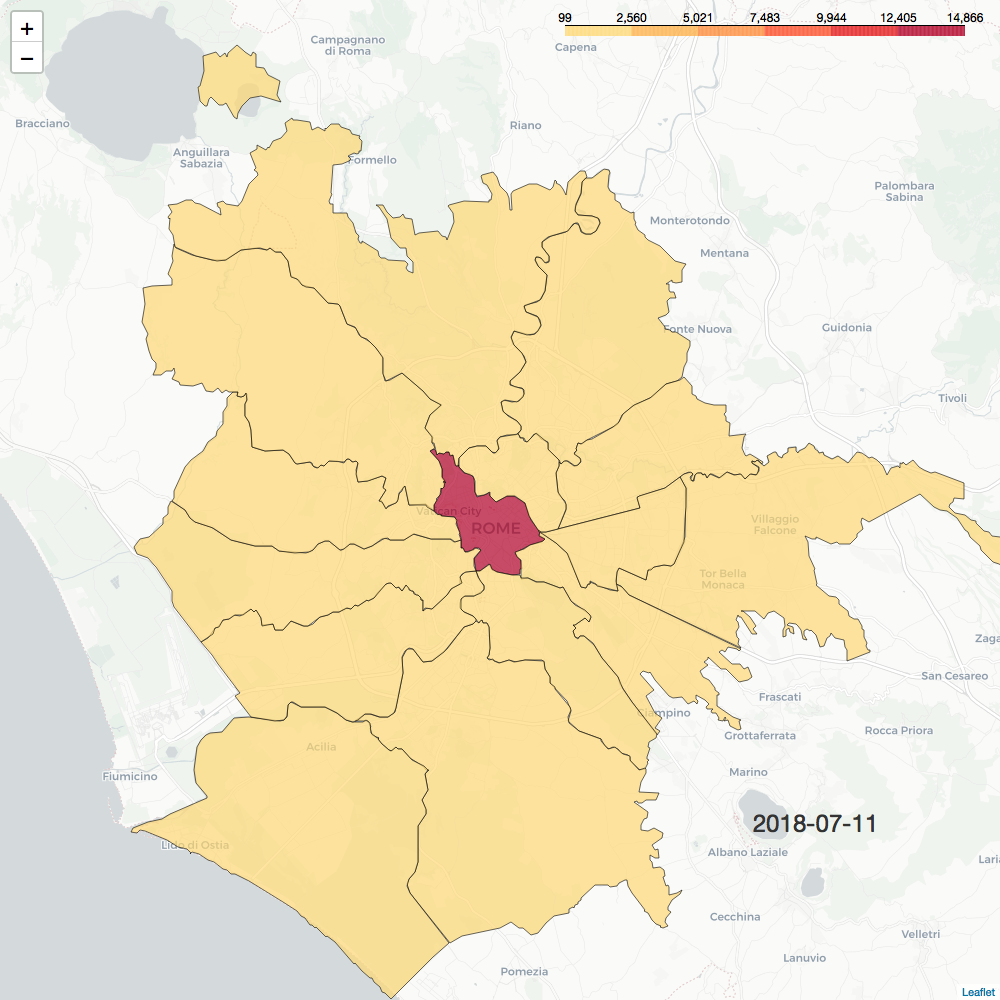 +
−
99 2,560 5,021 7,483 9,944 12,405 14,866
Campagnano
di Roma
Capena
Bracciano
Riano
Anguillara
Sabazia
Formello
Palombara
Sabina
Monterotondo
Mentana
Fonte Nuova
Guidonia
Tivoli
Vatican City
ROME
Villaggio
Falcone
Tor Bella
Monaca
Zaga
San Cesareo
Frascati
Ciampino
Rocca Priora
Grottaferrata
Acilia
Marino
Fiumicino
2018-07-11
Lido di Ostia
Albano Laziale
Laria
Cecchina
Velletri
Lanuvio
Pomezia
Leaflet